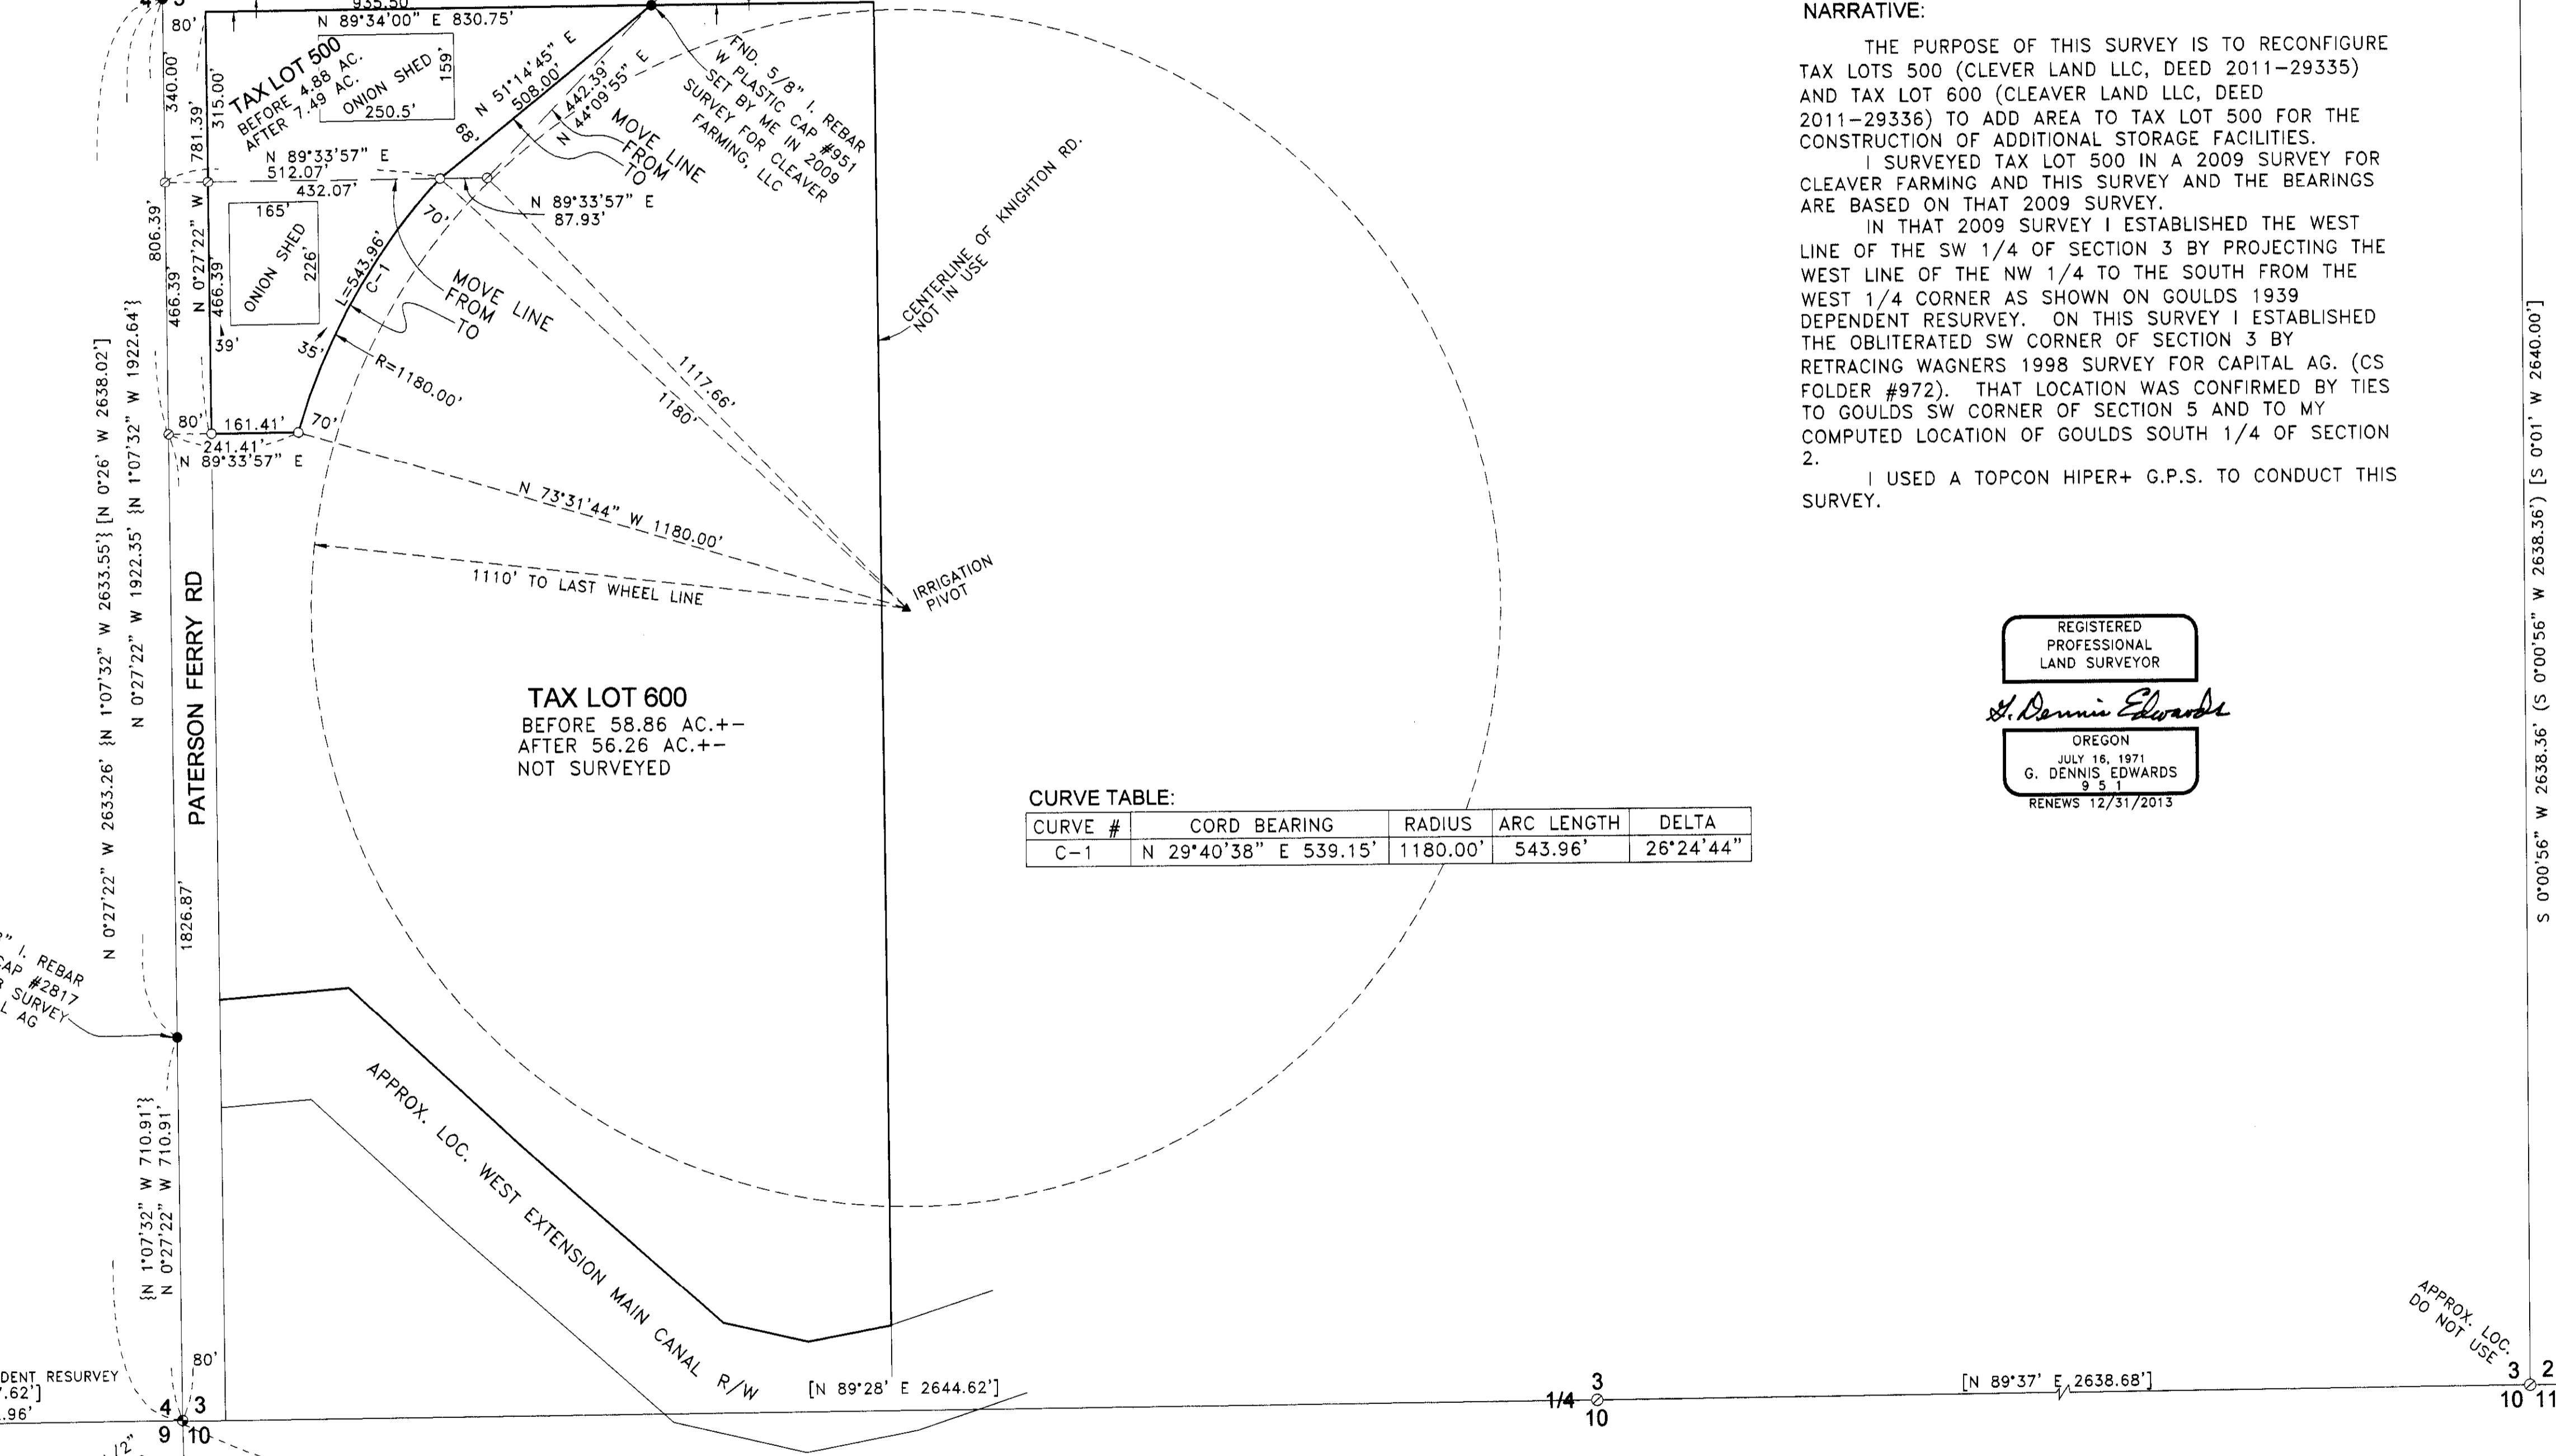 935.50'
N 89°34'00" E 830.75'
80'
340.00'
315.00'
781.39'
TAX LOT 500
BEFORE 4.88 AC.
AFTER 7.49 AC.
ONION SHED
159'
250.5'
N 51°14'45" E
508.00'
68'
442.39'
N 44°09'55" E
MOVE LINE
FROM
TO
FND. 5/8" I. REBAR
W PLASTIC CAP #951
SET BY ME IN 2009
SURVEY FOR CLEAVER
FARMING, LLC
N 89°33'57" E
512.07'
432.07'
N 89°33'57" E
87.93'
806.39'
466.39'
N 0°27'22" W
466.39'
165'
ONION SHED
226'
70'
L=543.96'
C-1
MOVE LINE
FROM
TO
39'
35'
R=1180.00'
80'
161.41'
70'
241.41'
N 89°33'57" E
1117.66'
1180'
N 73°31'44" W 1180.00'
1110' TO LAST WHEEL LINE
IRRIGATION
PIVOT
CENTERLINE OF KNIGHTON RD.
NOT IN USE
N 0°27'22" W 2633.26' {N 1°07'32" W 2633.55'} [N 0°26' W 2638.02']
N 0°27'22" W 1922.35' {N 1°07'32" W 1922.64'}
PATERSON FERRY RD
1826.87'
TAX LOT 600
BEFORE 58.86 AC.+-
AFTER 56.26 AC.+-
NOT SURVEYED
CURVE TABLE:
CURVE # CORD BEARING RADIUS ARC LENGTH DELTA
C-1 N 29°40'38" E 539.15' 1180.00' 543.96' 26°24'44"
" I. REBAR
CAP #2817
SURVEY
L AG
{N 1°07'32" W 710.91'}
N 0°27'22" W 710.91'
APPROX. LOC. WEST EXTENSION MAIN CANAL R/W
80'
DENT RESURVEY
.62']
.96'
4 3
9 10
1/2"
[N 89°28' E 2644.62']
3
1/4
10
[N 89°37' E 2638.68']
APPROX. LOC.
DO NOT USE
3 2
10 11
S 0°00'56" W 2638.36' (S 0°00'56" W 2638.36') [S 0°01' W 2640.00']
NARRATIVE:
THE PURPOSE OF THIS SURVEY IS TO RECONFIGURE
TAX LOTS 500 (CLEVER LAND LLC, DEED 2011-29335)
AND TAX LOT 600 (CLEAVER LAND LLC, DEED
2011-29336) TO ADD AREA TO TAX LOT 500 FOR THE
CONSTRUCTION OF ADDITIONAL STORAGE FACILITIES.
I SURVEYED TAX LOT 500 IN A 2009 SURVEY FOR
CLEAVER FARMING AND THIS SURVEY AND THE BEARINGS
ARE BASED ON THAT 2009 SURVEY.
IN THAT 2009 SURVEY I ESTABLISHED THE WEST
LINE OF THE SW 1/4 OF SECTION 3 BY PROJECTING THE
WEST LINE OF THE NW 1/4 TO THE SOUTH FROM THE
WEST 1/4 CORNER AS SHOWN ON GOULDS 1939
DEPENDENT RESURVEY. ON THIS SURVEY I ESTABLISHED
THE OBLITERATED SW CORNER OF SECTION 3 BY
RETRACING WAGNERS 1998 SURVEY FOR CAPITAL AG. (CS
FOLDER #972). THAT LOCATION WAS CONFIRMED BY TIES
TO GOULDS SW CORNER OF SECTION 5 AND TO MY
COMPUTED LOCATION OF GOULDS SOUTH 1/4 OF SECTION
2.
I USED A TOPCON HIPER+ G.P.S. TO CONDUCT THIS
SURVEY.
REGISTERED
PROFESSIONAL
LAND SURVEYOR
G. Dennis Edwards
OREGON
JULY 16, 1971
G. DENNIS EDWARDS
951
RENEWS 12/31/2013